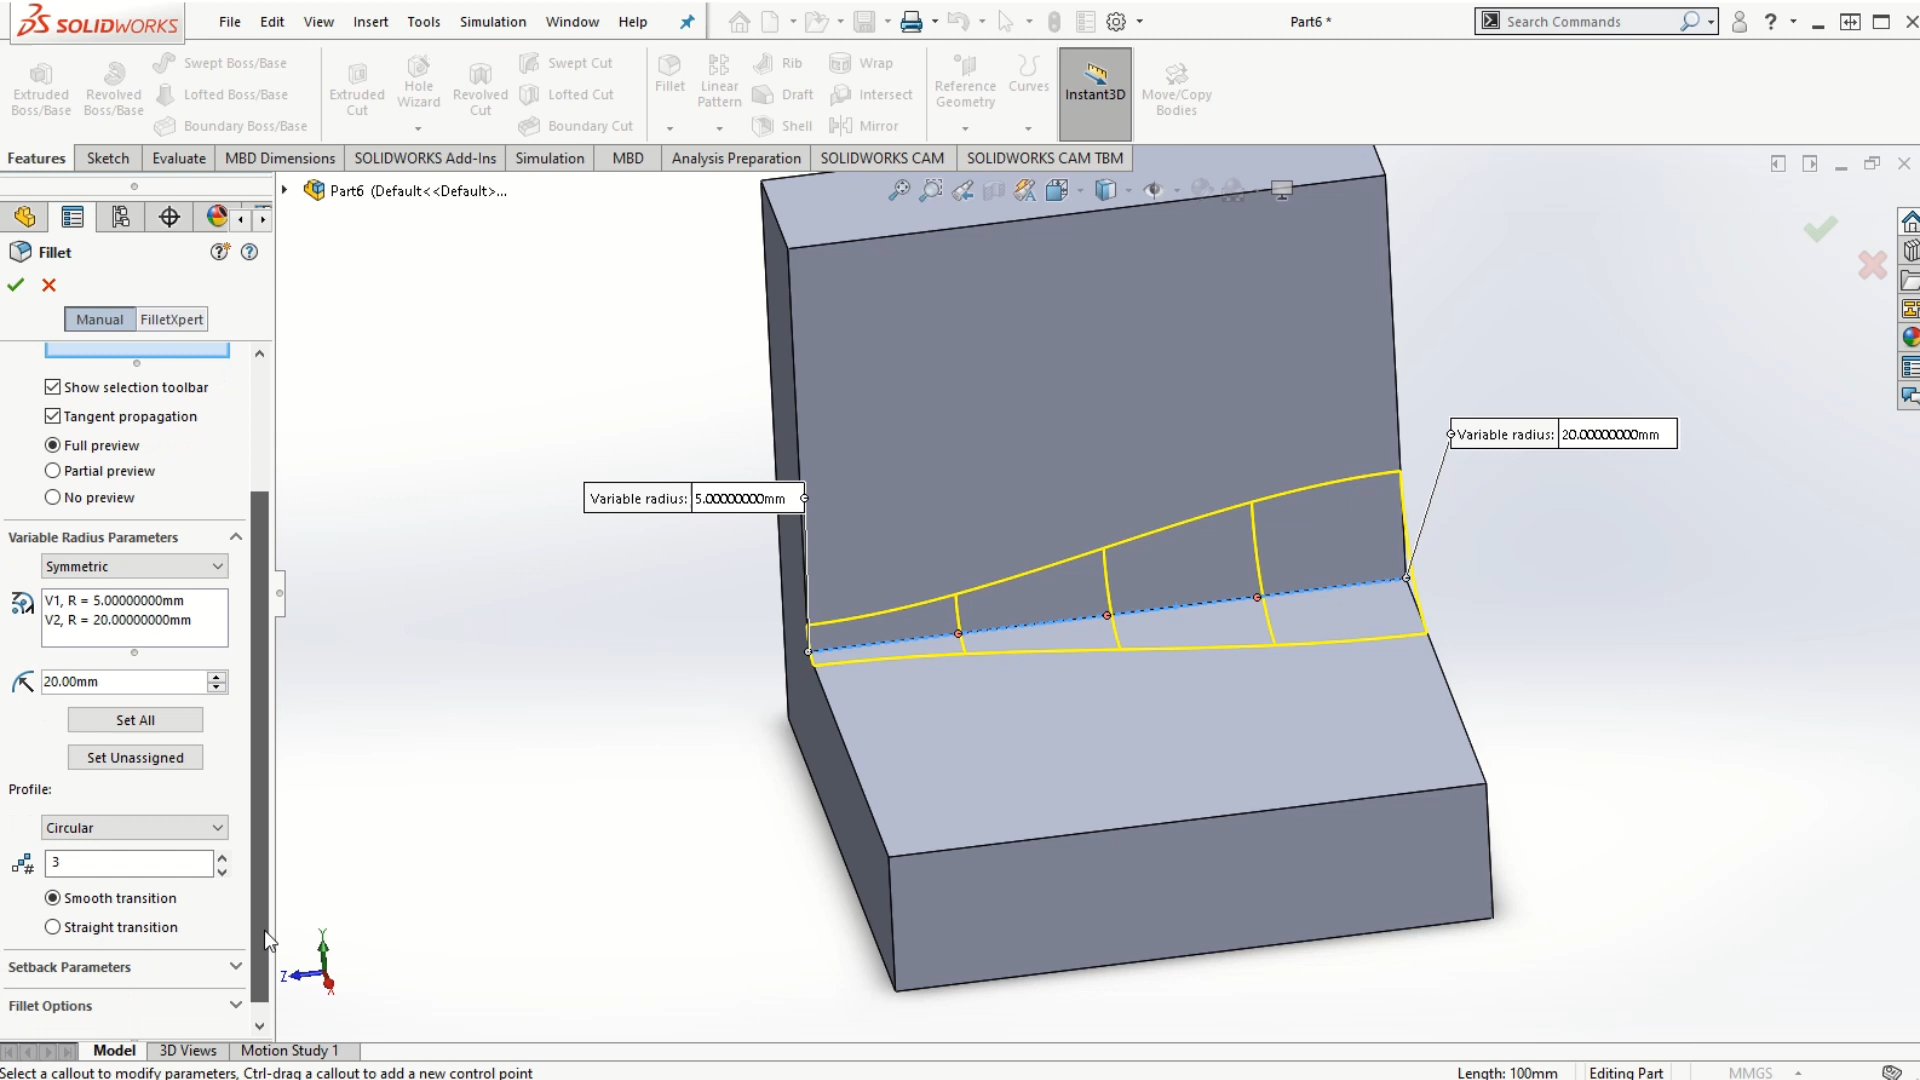 SOLIDWORKS File Edit View Insert Tools Simulation Window Help Part6 * Search Commands
Extruded Boss/Base
Revolved Boss/Base
Swept Boss/Base
Lofted Boss/Base
Boundary Boss/Base
Extruded Cut
Hole Wizard
Revolved Cut
Swept Cut
Lofted Cut
Boundary Cut
Fillet
Linear Pattern
Rib
Draft
Shell
Wrap
Intersect
Mirror
Reference Geometry
Curves
Instant3D
Move/Copy Bodies
Features Sketch Evaluate MBD Dimensions SOLIDWORKS Add-Ins Simulation MBD Analysis Preparation SOLIDWORKS CAM SOLIDWORKS CAM TBM
Part6 (Default<<Default>...
Fillet
Manual FilletXpert
Show selection toolbar
Tangent propagation
Full preview
Partial preview
No preview
Variable Radius Parameters
Symmetric
V1, R = 5.00000000mm
V2, R = 20.00000000mm
20.00mm
Set All
Set Unassigned
Profile:
Circular
3
Smooth transition
Straight transition
Setback Parameters
Fillet Options
Variable radius: 20.00000000mm
Variable radius: 5.00000000mm
Y
Z
X
Model 3D Views Motion Study 1
Select a callout to modify parameters, Ctrl-drag a callout to add a new control point Length: 100mm Editing Part MMGS